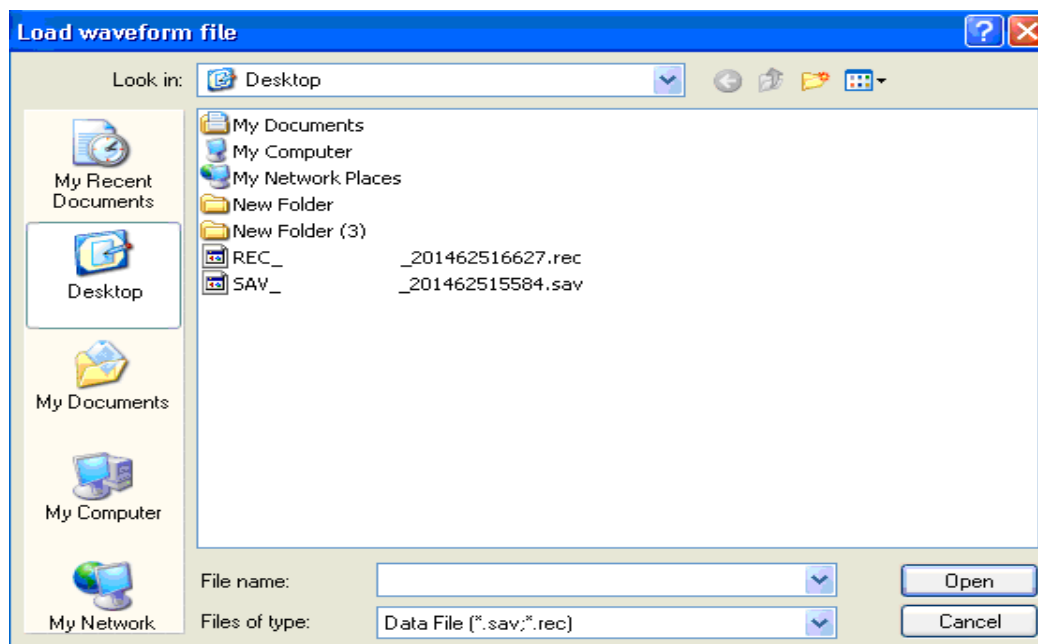 Load waveform file
Look in: Desktop
My Recent
Documents
Desktop
My Documents
My Computer
My Network
My Documents
My Computer
My Network Places
New Folder
New Folder (3)
REC_ _201462516627.rec
SAV_ _201462515584.sav
File name: Open
Files of type: Data File (*.sav;*.rec) Cancel